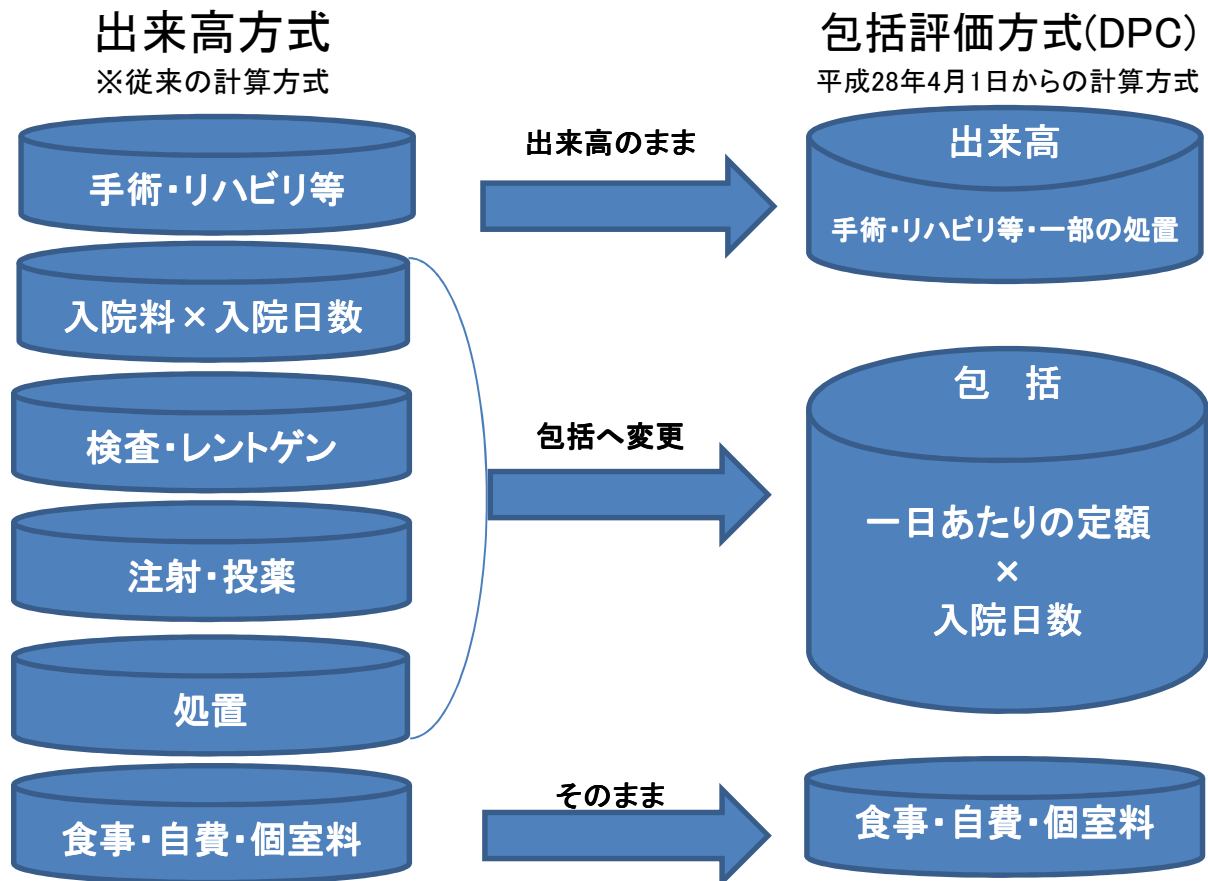 出来高方式
※従来の計算方式
手術・リハビリ等
入院料×入院日数
検査・レントゲン
注射・投薬
処置
食事・自費・個室料
出来高のまま
包括へ変更
そのまま
包括評価方式(DPC)
平成28年4月1日からの計算方式
出来高
手術・リハビリ等・一部の処置
包 括
一日あたりの定額
×
入院日数
食事・自費・個室料